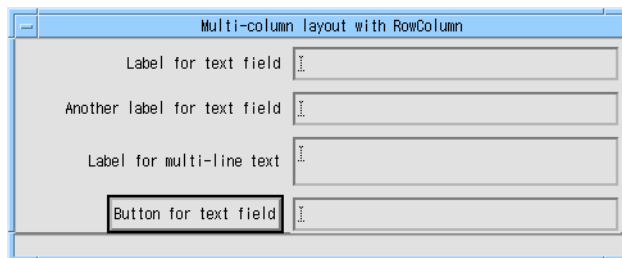 Multi-column layout with RowColumn
Label for text field
Another label for text field
Label for multi-line text
Button for text field